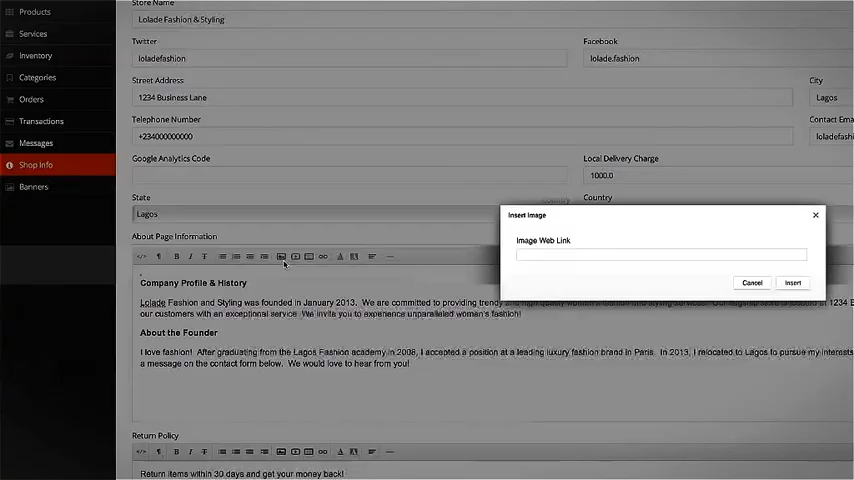 Store Name
Products
Lolade Fashion & Styling
Services
Twitter
Facebook
Inventory
loladefashion
lolade.fashion
Categories
Street Address
City
Orders
1234 Business Lane
Lagos
Transactions
Telephone Number
Contact Ema
Messages
+234000000000
loladefashi
Shop Info
Google Analytics Code
Local Delivery Charge
1000.0
Banners
State
Country
Lagos
Insert Image
About Page Information
Image Web Link
Cancel
Insert
Company Profile & History
Lolade Fashion and Styling was founded in January 2013. We are committed to providing trendy and high quality
our customers with an exceptional service. We invite you to experience unparalleled woman's fashion!
About the Founder
I love fashion! After graduating from the Lagos Fashion academy in 2008, I accepted a position at a leading luxury fashion brand in Paris. In 2013, I relocated to Lagos to pursue my interests
a message on the contact form below. We would love to hear from you!
Return Policy
Return items within 30 days and get your money back!